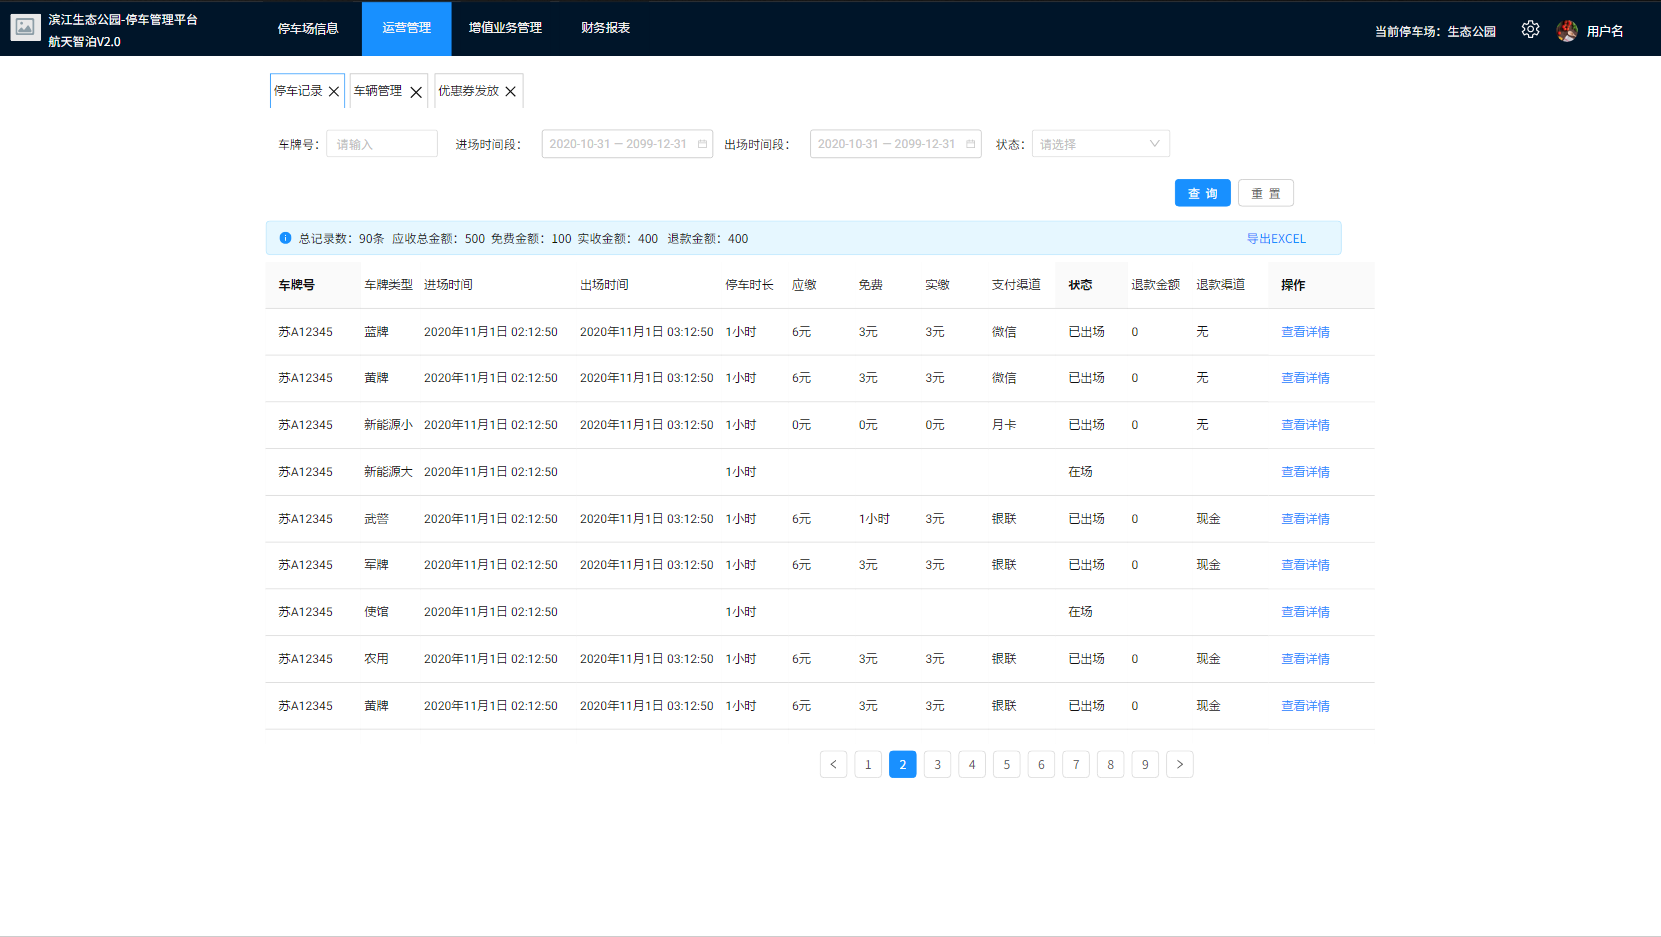 滨江生态公园-停车管理平台
航天智泊V2.0
停车场信息 运营管理 增值业务管理 财务报表
当前停车场：生态公园 用户名
停车记录 车辆管理 优惠券发放
车牌号： 请输入 进场时间段： 2020-10-31 — 2099-12-31 出场时间段： 2020-10-31 — 2099-12-31 状态： 请选择
查 询 重 置
总记录数：90条 应收总金额：500 免费金额：100 实收金额：400 退款金额：400 导出EXCEL
车牌号 车牌类型 进场时间 出场时间 停车时长 应缴 免费 实缴 支付渠道 状态 退款金额 退款渠道 操作
苏A12345 蓝牌 2020年11月1日 02:12:50 2020年11月1日 03:12:50 1小时 6元 3元 3元 微信 已出场 0 无 查看详情
苏A12345 黄牌 2020年11月1日 02:12:50 2020年11月1日 03:12:50 1小时 6元 3元 3元 微信 已出场 0 无 查看详情
苏A12345 新能源小 2020年11月1日 02:12:50 2020年11月1日 03:12:50 1小时 0元 0元 0元 月卡 已出场 0 无 查看详情
苏A12345 新能源大 2020年11月1日 02:12:50 1小时 在场 查看详情
苏A12345 武警 2020年11月1日 02:12:50 2020年11月1日 03:12:50 1小时 6元 1小时 3元 银联 已出场 0 现金 查看详情
苏A12345 军牌 2020年11月1日 02:12:50 2020年11月1日 03:12:50 1小时 6元 3元 3元 银联 已出场 0 现金 查看详情
苏A12345 使馆 2020年11月1日 02:12:50 1小时 在场 查看详情
苏A12345 农用 2020年11月1日 02:12:50 2020年11月1日 03:12:50 1小时 6元 3元 3元 银联 已出场 0 现金 查看详情
苏A12345 黄牌 2020年11月1日 02:12:50 2020年11月1日 03:12:50 1小时 6元 3元 3元 银联 已出场 0 现金 查看详情
< 1 2 3 4 5 6 7 8 9 >